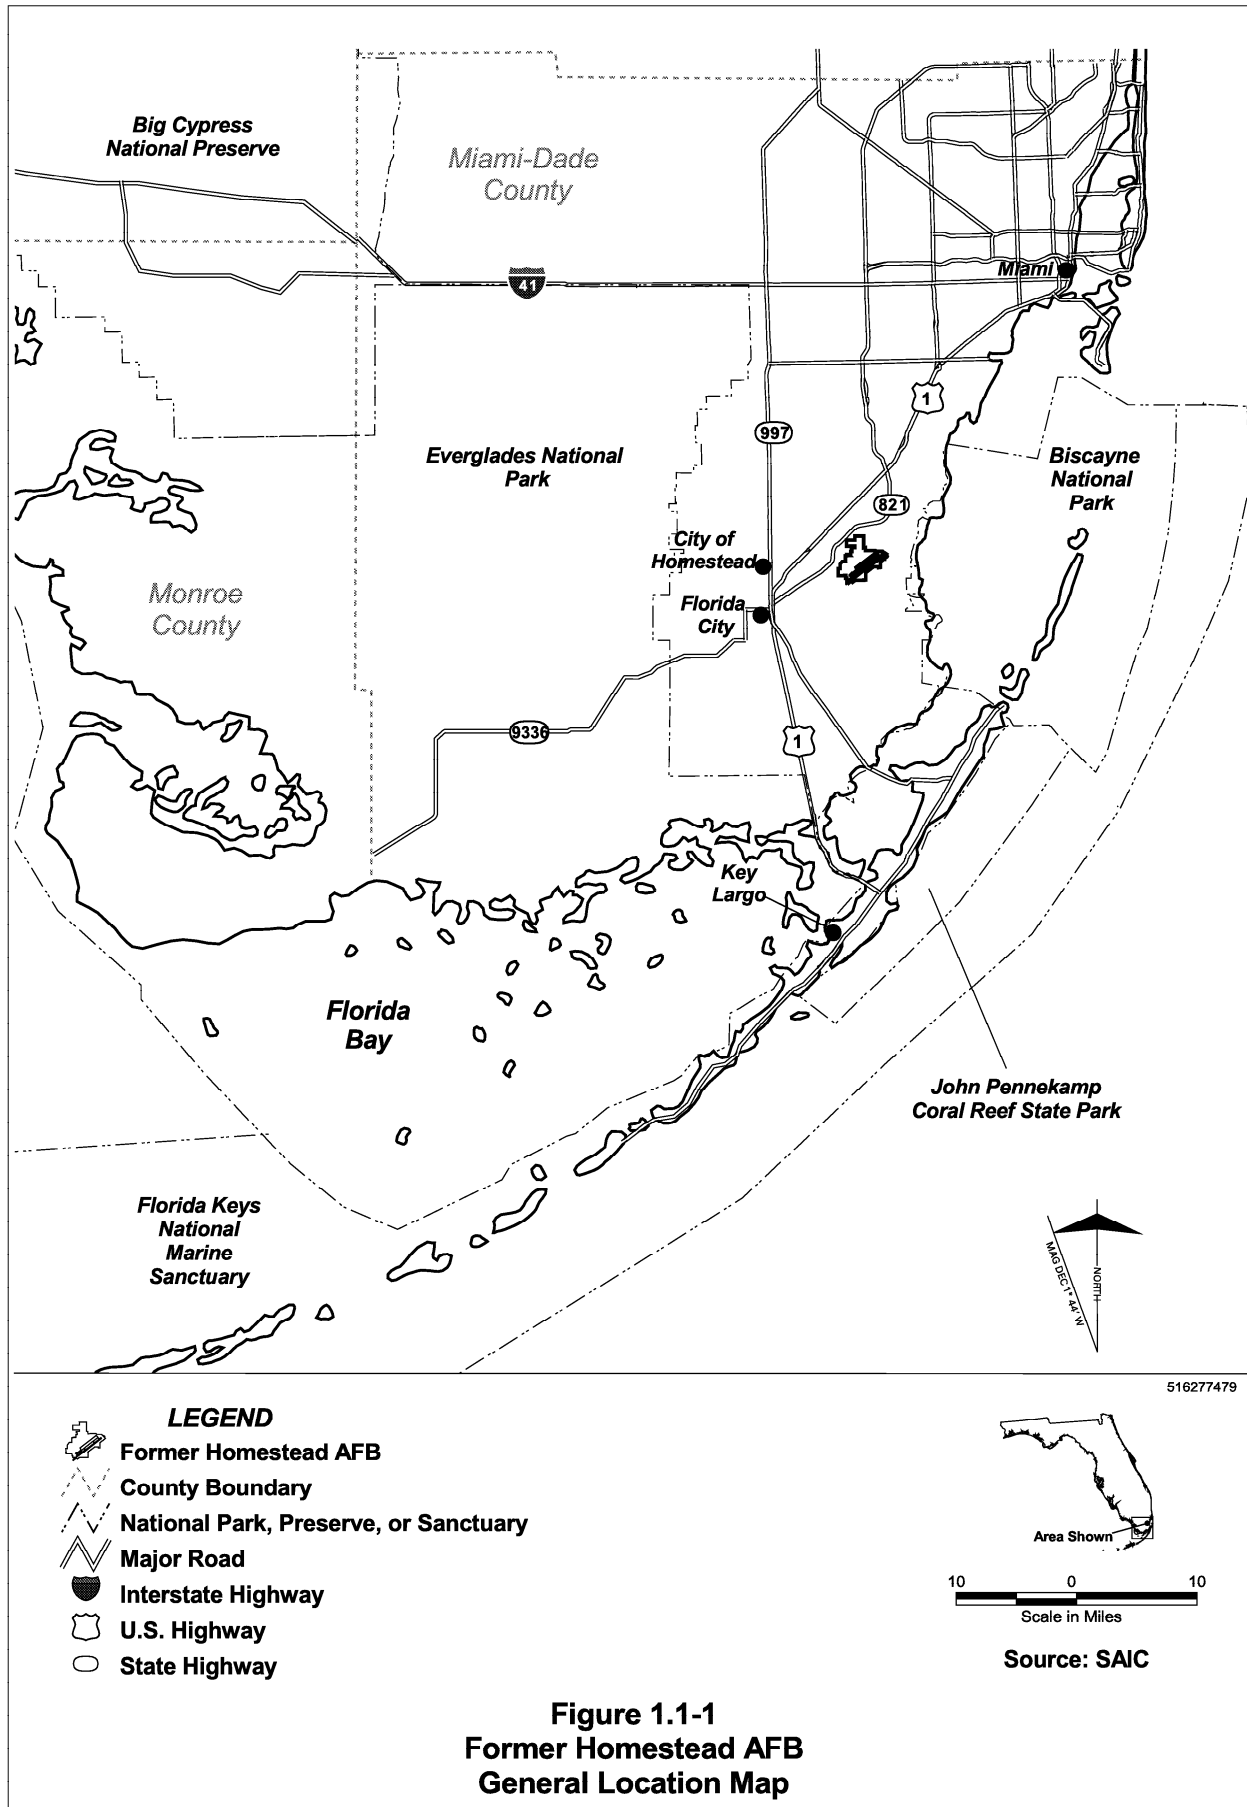 Big Cypress
National Preserve
Miami-Dade
County
41
Miami
1
997
Everglades National
Park
Biscayne
National
Park
821
City of
Homestead
Monroe
County
Florida
City
9336
1
Key
Largo
Florida
Bay
John Pennekamp
Coral Reef State Park
Florida Keys
National
Marine
Sanctuary
MAG DEC 1° 44' W
NORTH
516277479
LEGEND
Former Homestead AFB
County Boundary
National Park, Preserve, or Sanctuary
Major Road
Interstate Highway
U.S. Highway
State Highway
Area Shown
10 0 10
Scale in Miles
Source: SAIC
Figure 1.1-1
Former Homestead AFB
General Location Map